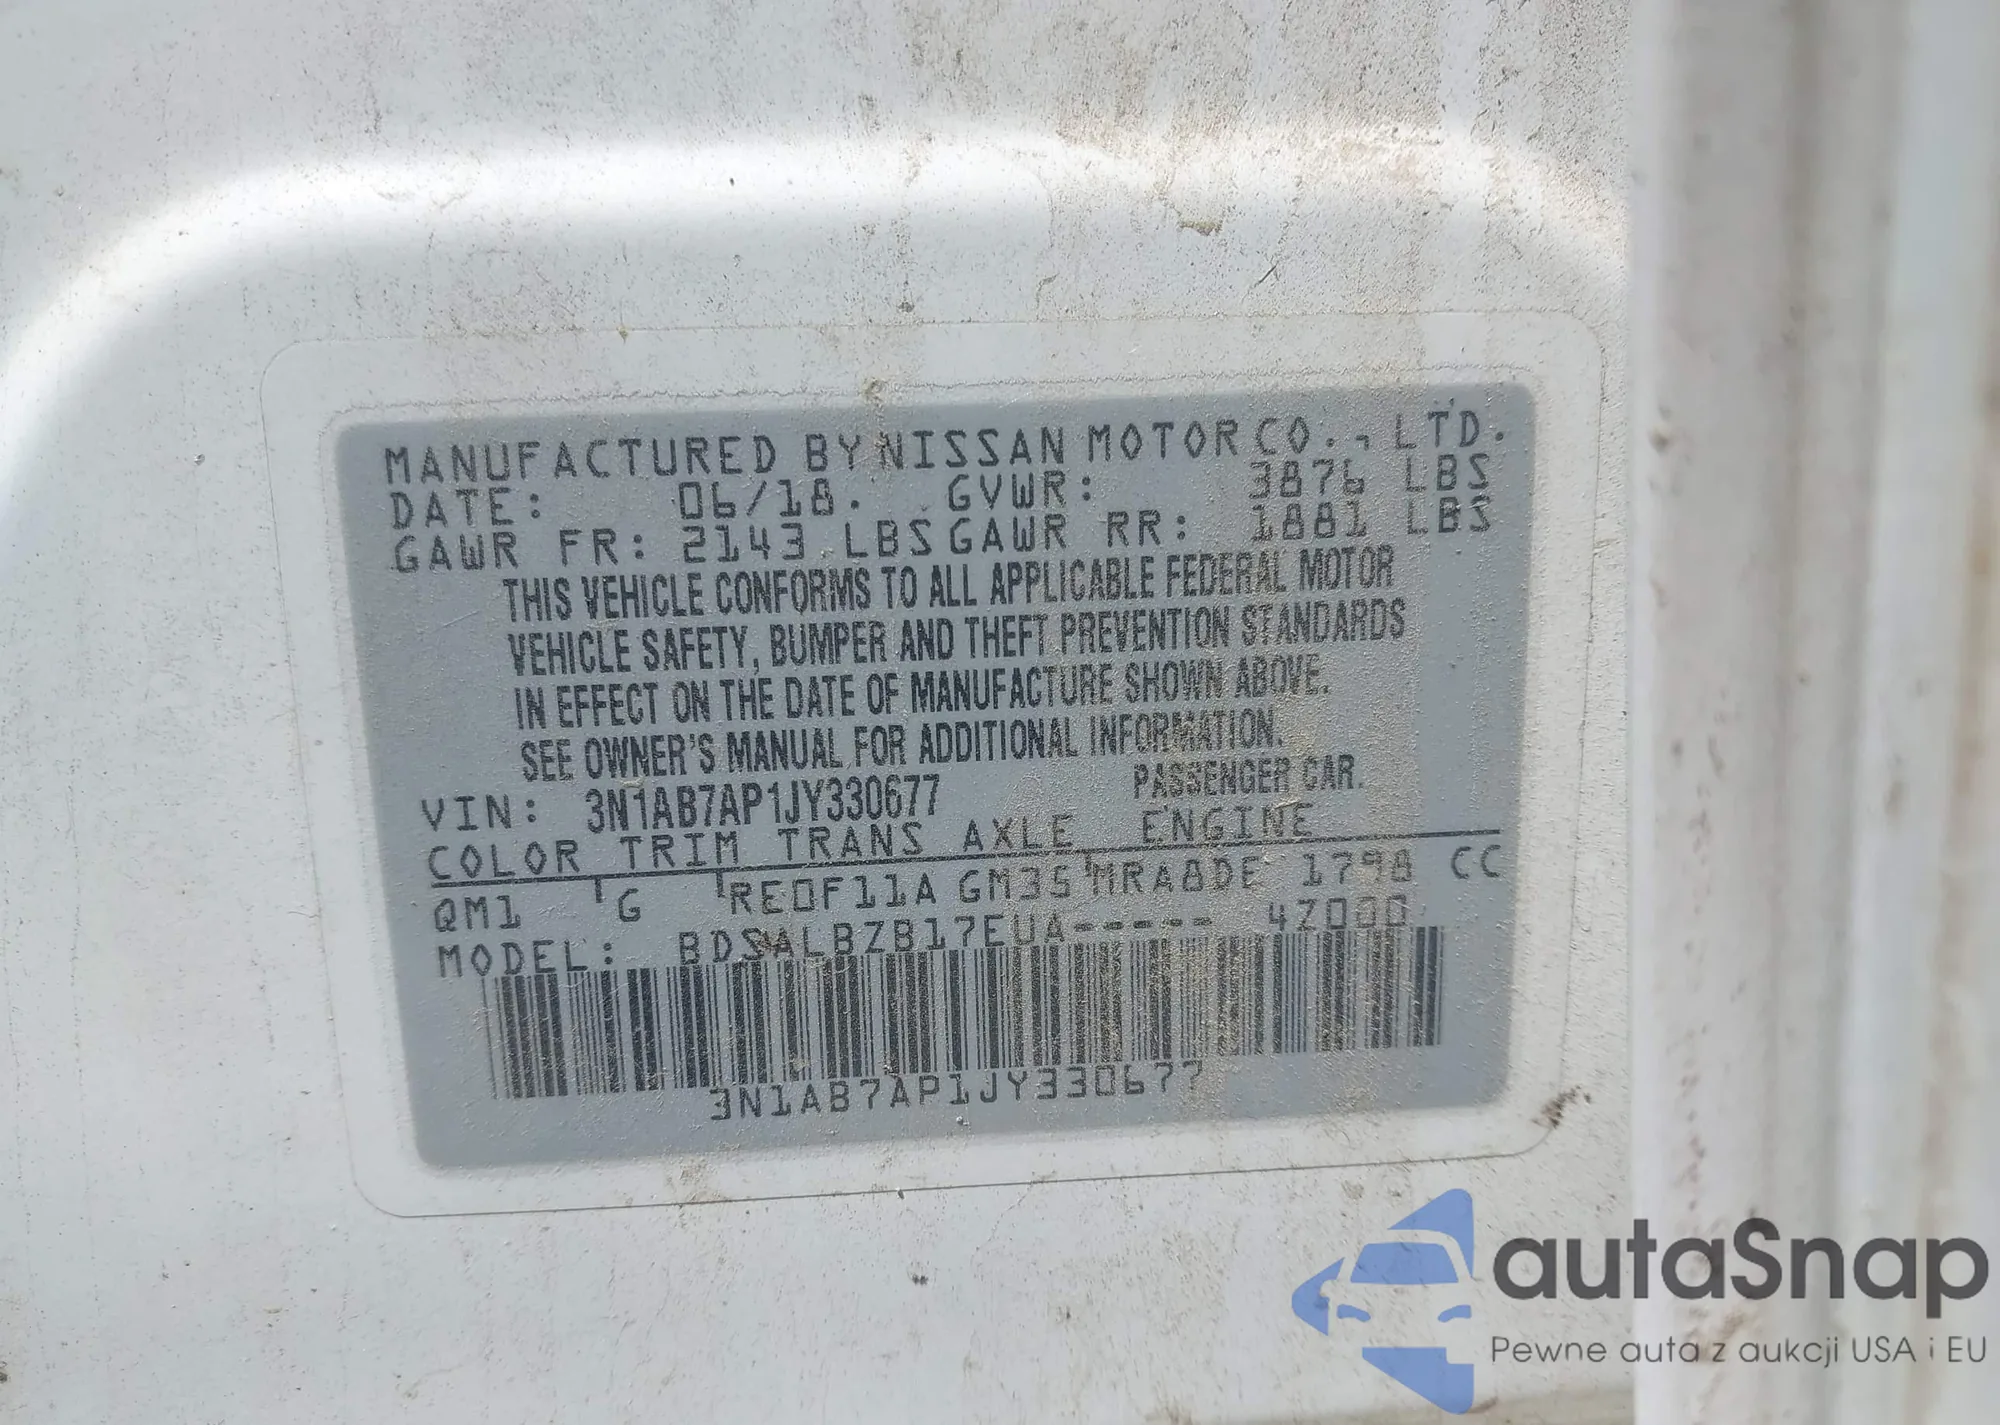 MANUFACTURED BY NISSAN MOTOR CO., LTD.
DATE: 06/18. GVWR: 3876 LBS
GAWR FR: 2143 LBS GAWR RR: 1881 LBS
THIS VEHICLE CONFORMS TO ALL APPLICABLE FEDERAL MOTOR
VEHICLE SAFETY, BUMPER AND THEFT PREVENTION STANDARDS
IN EFFECT ON THE DATE OF MANUFACTURE SHOWN ABOVE.
SEE OWNER'S MANUAL FOR ADDITIONAL INFORMATION.
VIN: 3N1AB7AP1JY330677 PASSENGER CAR.
COLOR TRIM TRANS AXLE ENGINE
QM1 G RE0F11A GM35 MRA8DE 1798 CC
MODEL: BDSALBZB17EUA----- 4Z000
3N1AB7AP1JY330677
autaSnap
Pewne auta z aukcji USA i EU